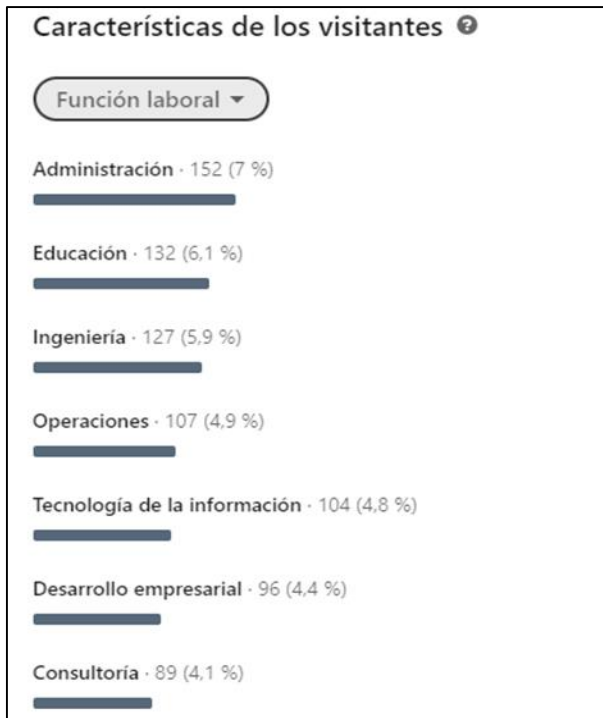 Características de los visitantes ?
Función laboral
Administración · 152 (7 %)
Educación · 132 (6,1 %)
Ingeniería · 127 (5,9 %)
Operaciones · 107 (4,9 %)
Tecnología de la información · 104 (4,8 %)
Desarrollo empresarial · 96 (4,4 %)
Consultoría · 89 (4,1 %)